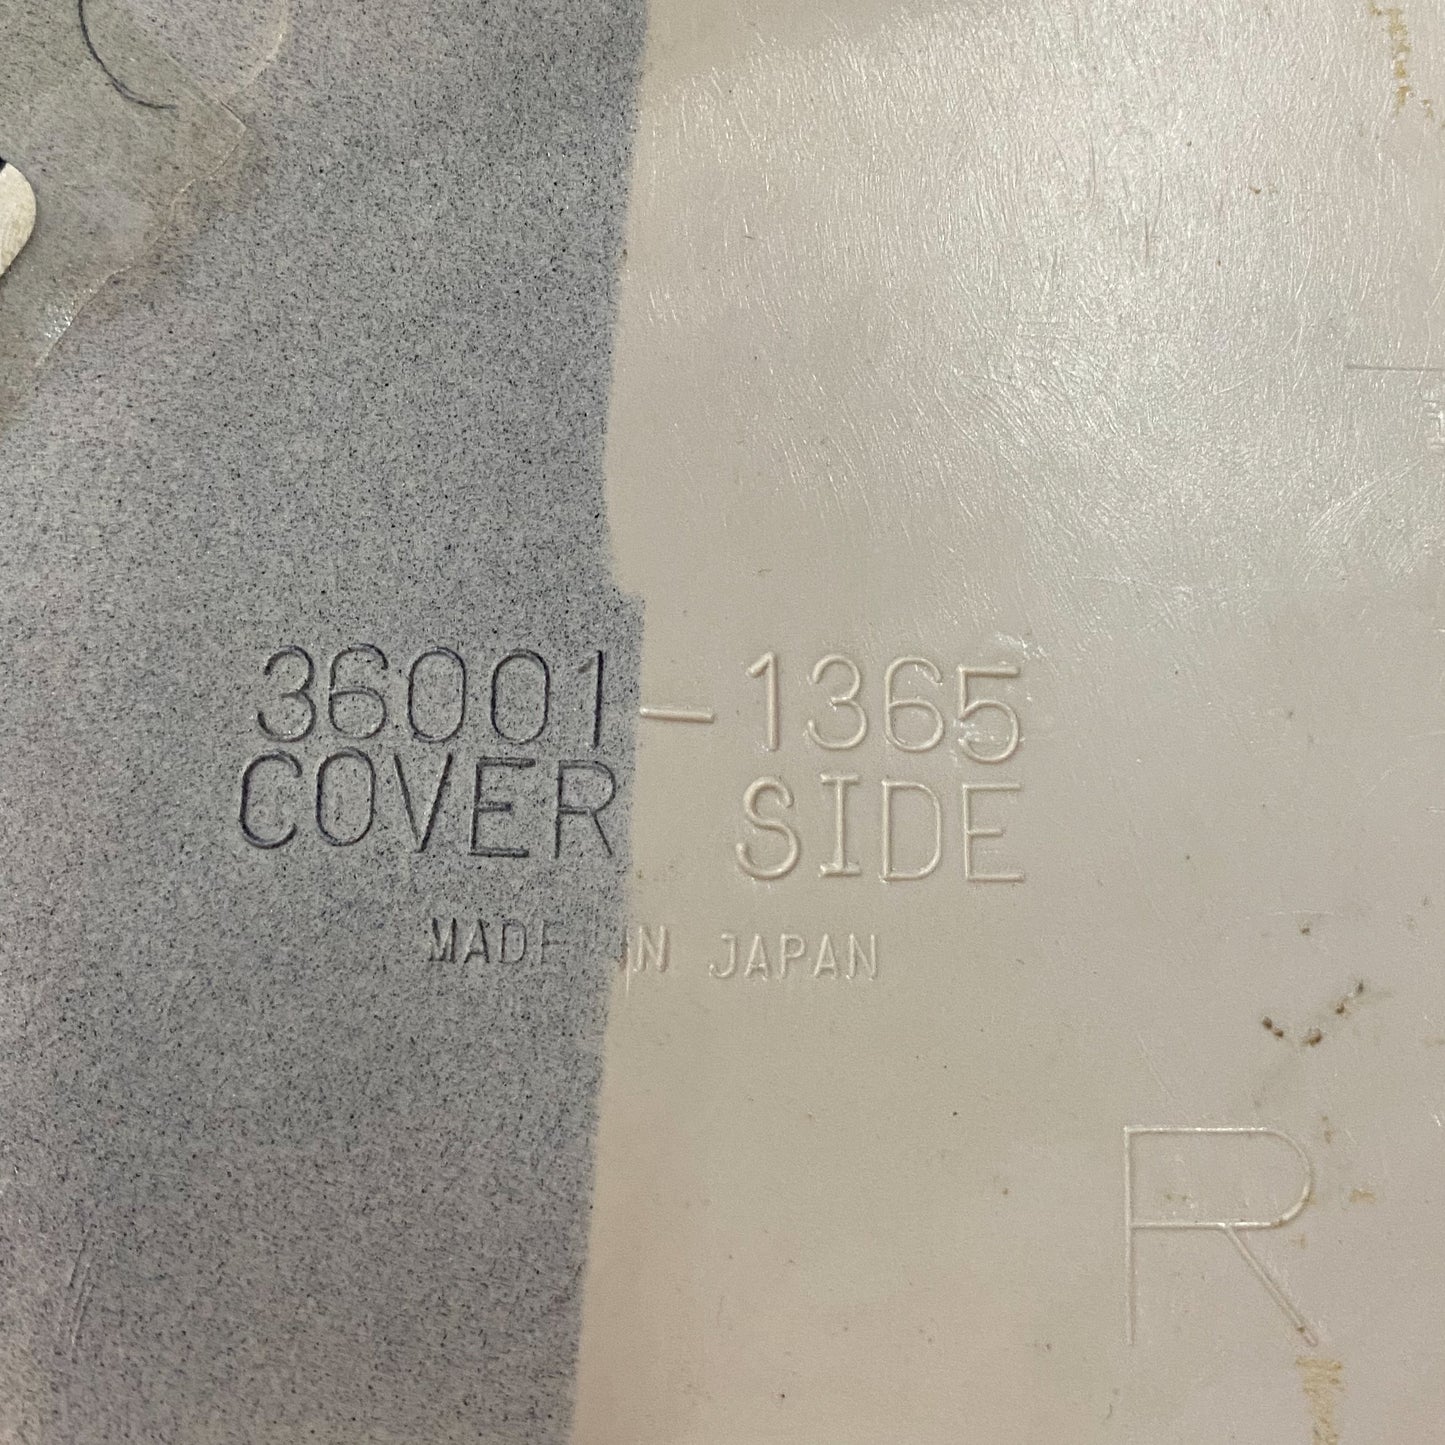 36001-1365
COVER SIDE
MADE IN JAPAN
R